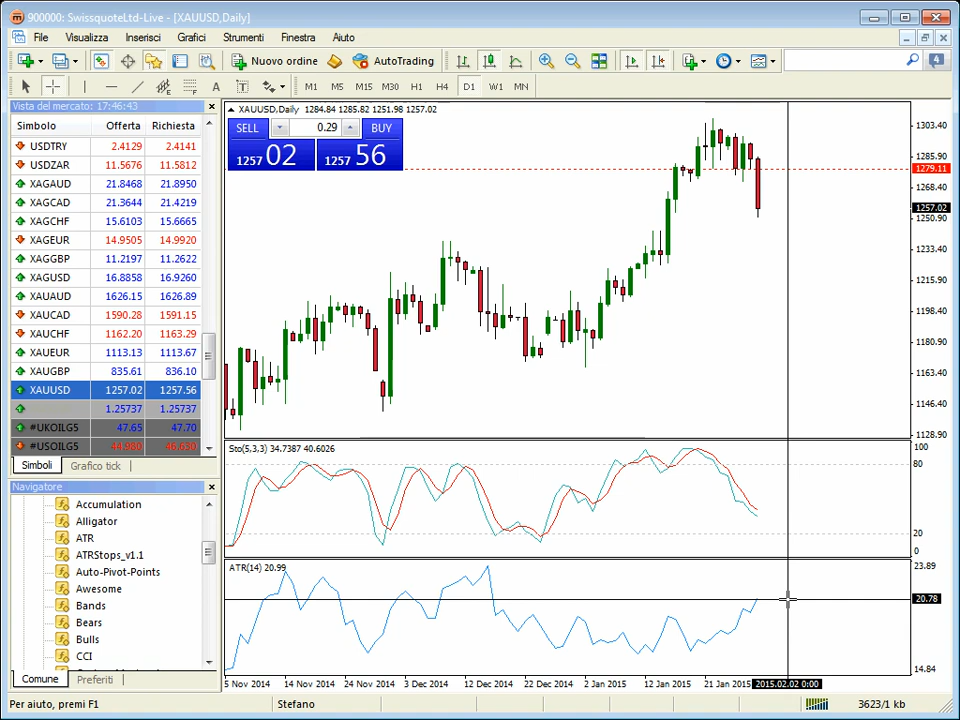 900000: SwissquoteLtd-Live - [XAUUSD,Daily]
File Visualizza Inserisci Grafici Strumenti Finestra Aiuto
Nuovo ordine AutoTrading 4
A T M1 M5 M15 M30 H1 H4 D1 W1 MN
Vista del mercato: 17:46:43
Simbolo Offerta Richiesta
USDTRY 2.4129 2.4141
USDZAR 11.5676 11.5812
XAGAUD 21.8468 21.8950
XAGCAD 21.3644 21.4219
XAGCHF 15.6103 15.6665
XAGEUR 14.9505 14.9920
XAGGBP 11.2197 11.2622
XAGUSD 16.8858 16.9260
XAUAUD 1626.15 1626.89
XAUCAD 1590.28 1591.15
XAUCHF 1162.20 1163.29
XAUEUR 1113.13 1113.67
XAUGBP 835.61 836.10
XAUUSD 1257.02 1257.56
1.25737 1.25737
#UKOILG5 47.65 47.70
#USOILG5 44.980 46.630
Simboli Grafico tick
Navigatore
Accumulation
Alligator
ATR
ATRStops_v1.1
Auto-Pivot-Points
Awesome
Bands
Bears
Bulls
CCI
Comune Preferiti
XAUUSD,Daily 1284.84 1285.82 1251.98 1257.02
SELL 0.29 BUY
1257 02 1257 56
1303.40
1285.90
1279.11
1268.40
1257.02
1250.90
1233.40
1215.90
1198.40
1180.90
1163.40
1146.40
1128.90
Sto(5,3,3) 34.7387 40.6026
100
80
20
0
ATR(14) 20.99
23.89
20.78
14.84
5 Nov 2014 14 Nov 2014 24 Nov 2014 3 Dec 2014 12 Dec 2014 22 Dec 2014 2 Jan 2015 12 Jan 2015 21 Jan 2015 2015.02.02 0:00
Per aiuto, premi F1 Stefano 3623/1 kb